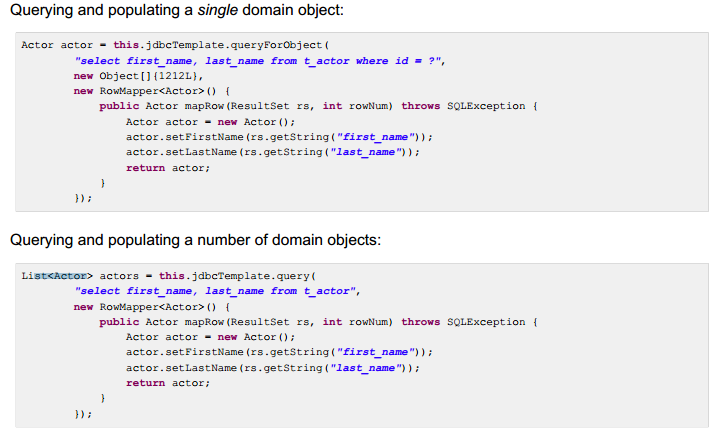 Querying and populating a single domain object:
Actor actor = this.jdbcTemplate.queryForObject(
"select first_name, last_name from t_actor where id = ?",
new Object[]{1212L},
new RowMapper<Actor>() {
public Actor mapRow(ResultSet rs, int rowNum) throws SQLException {
Actor actor = new Actor();
actor.setFirstName(rs.getString("first_name"));
actor.setLastName(rs.getString("last_name"));
return actor;
}
});
Querying and populating a number of domain objects:
List<Actor> actors = this.jdbcTemplate.query(
"select first_name, last_name from t_actor",
new RowMapper<Actor>() {
public Actor mapRow(ResultSet rs, int rowNum) throws SQLException {
Actor actor = new Actor();
actor.setFirstName(rs.getString("first_name"));
actor.setLastName(rs.getString("last_name"));
return actor;
}
});